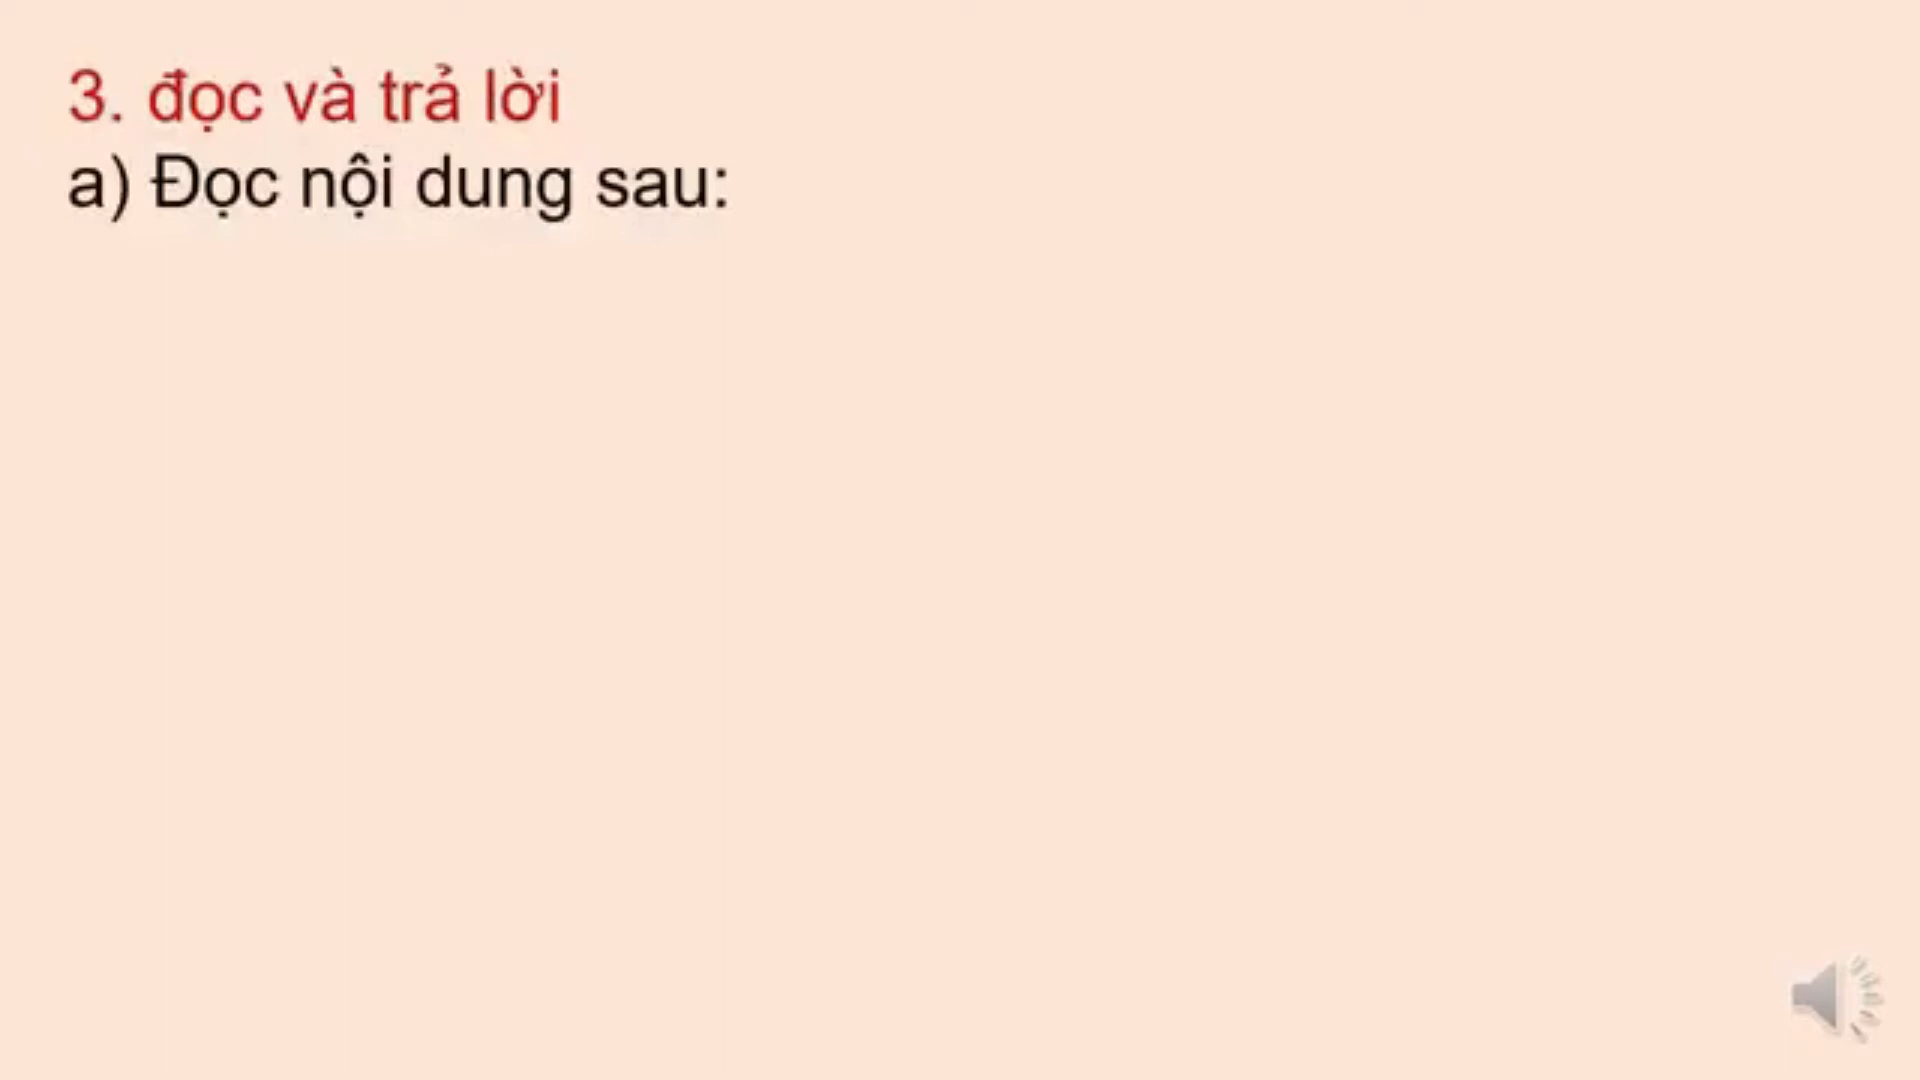 3. đọc và trả lời
a) Đọc nội dung sau: